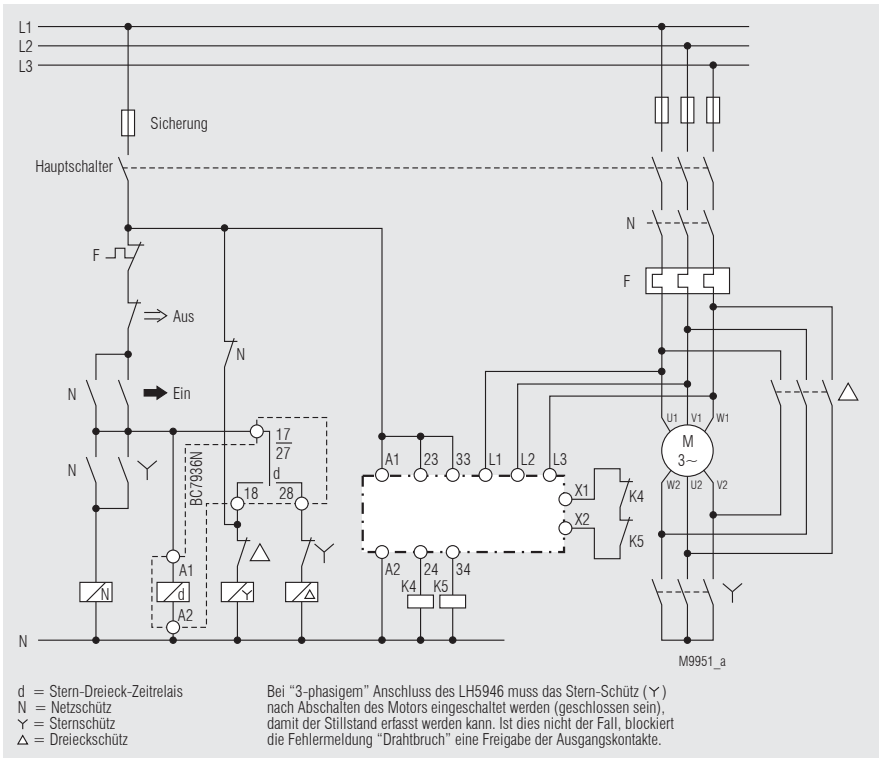 L1
L2
L3
Sicherung
Hauptschalter
N
F
F
Aus
N
Ein
N
U1 V1 W1
M
3~
17
27
N
BC7936N
d
18 28
A1 23 33 L1 L2 L3
W2 U2 V2
X1
K4
X2
K5
A1
A2 24 34
N
d
K4 K5
A2
N
M9951_a
d = Stern-Dreieck-Zeitrelais
N = Netzschütz
Y = Sternschütz
△ = Dreieckschütz
Bei “3-phasigem” Anschluss des LH5946 muss das Stern-Schütz (Y)
nach Abschalten des Motors eingeschaltet werden (geschlossen sein),
damit der Stillstand erfasst werden kann. Ist dies nicht der Fall, blockiert
die Fehlermeldung “Drahtbruch” eine Freigabe der Ausgangskontakte.